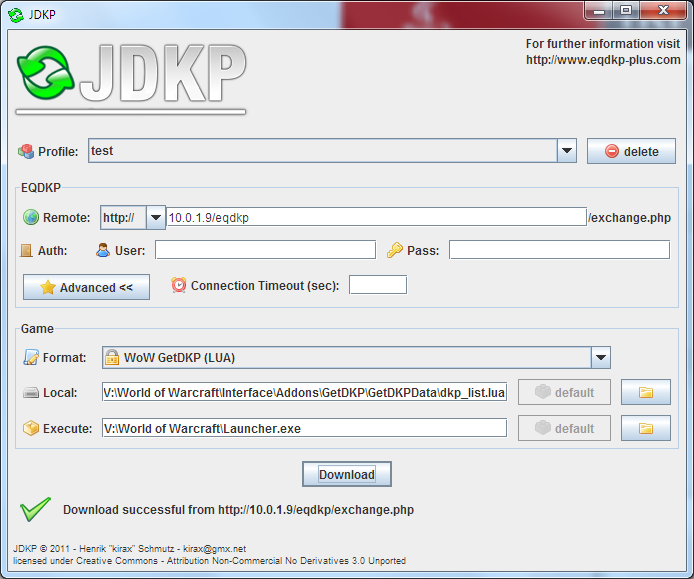 JDKP
JDKP
For further information visit
http://www.eqdkp-plus.com
Profile: test delete
EQDKP
Remote: http:// 10.0.1.9/eqdkp /exchange.php
Auth: User: Pass:
Advanced << Connection Timeout (sec):
Game
Format: WoW GetDKP (LUA)
Local: V:\World of Warcraft\Interface\Addons\GetDKP\GetDKPData\dkp_list.lua default
Execute: V:\World of Warcraft\Launcher.exe default
Download
Download successful from http://10.0.1.9/eqdkp/exchange.php
JDKP © 2011 - Henrik "kirax" Schmutz - kirax@gmx.net
licensed under Creative Commons - Attribution Non-Commercial No Derivatives 3.0 Unported